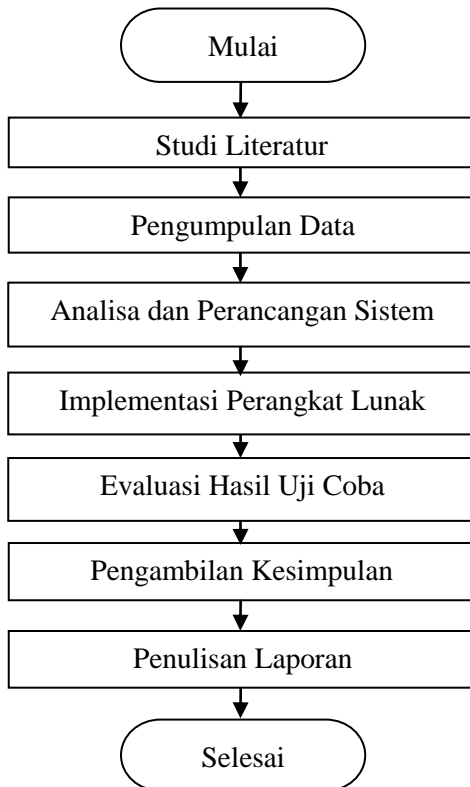 Mulai
Studi Literatur
Pengumpulan Data
Analisa dan Perancangan Sistem
Implementasi Perangkat Lunak
Evaluasi Hasil Uji Coba
Pengambilan Kesimpulan
Penulisan Laporan
Selesai